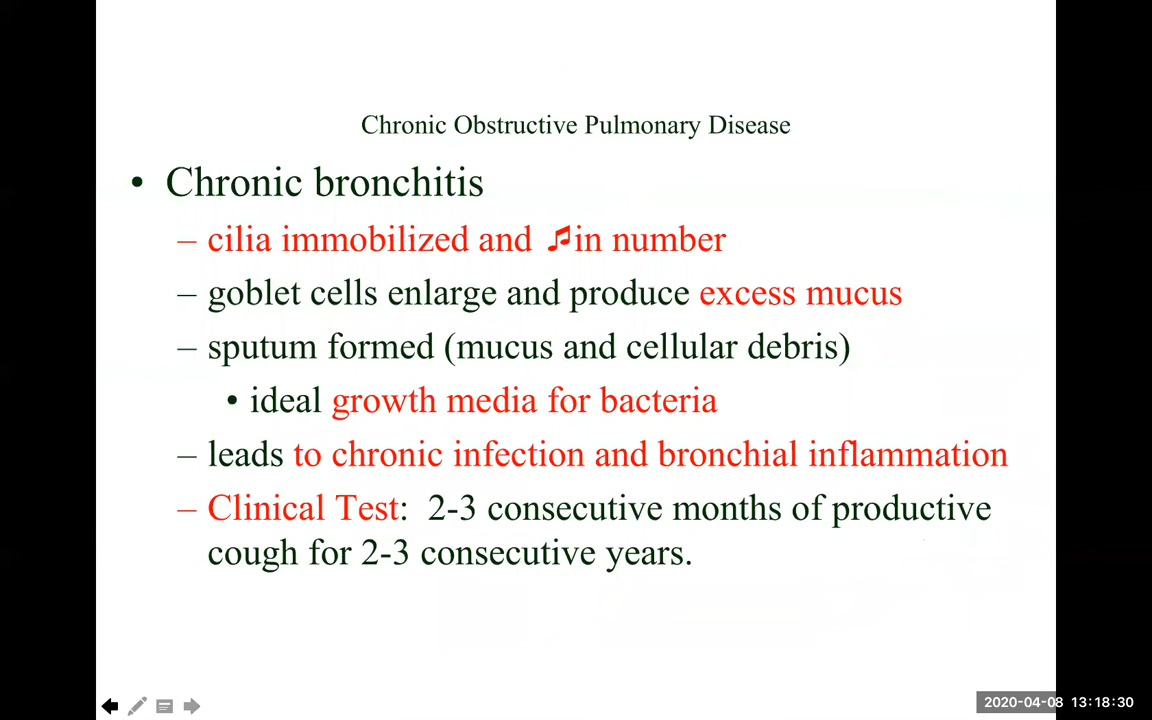 Chronic Obstructive Pulmonary Disease
• Chronic bronchitis
– cilia immobilized and ♫in number
– goblet cells enlarge and produce excess mucus
– sputum formed (mucus and cellular debris)
• ideal growth media for bacteria
– leads to chronic infection and bronchial inflammation
– Clinical Test:  2-3 consecutive months of productive
cough for 2-3 consecutive years.
2020-04-08 13:18:30